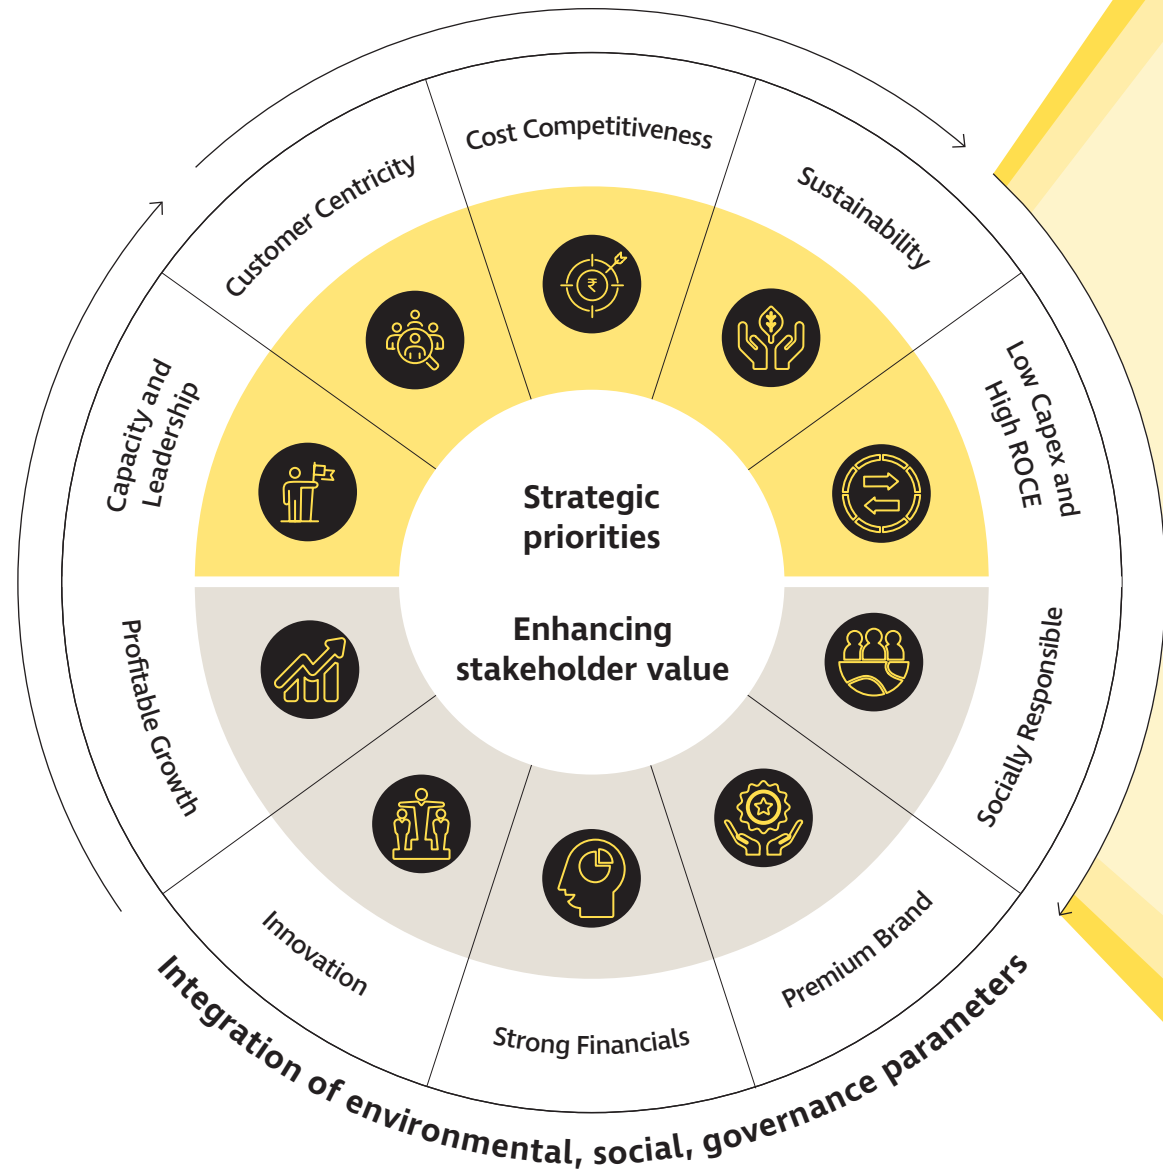 Cost Competitiveness
Customer Centricity
Sustainability
Capacity and
Leadership
Low Capex and
High ROCE
₹
Strategic
priorities
Enhancing
stakeholder value
Profitable Growth
Socially Responsible
Innovation
Premium Brand
Strong Financials
Integration of environmental, social, governance parameters